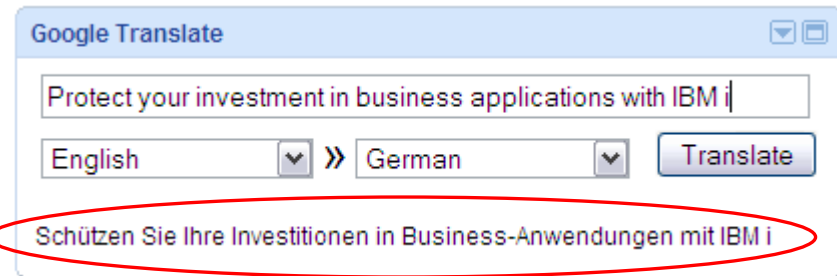 Google Translate
Protect your investment in business applications with IBM i
English » German Translate
Schützen Sie Ihre Investitionen in Business-Anwendungen mit IBM i